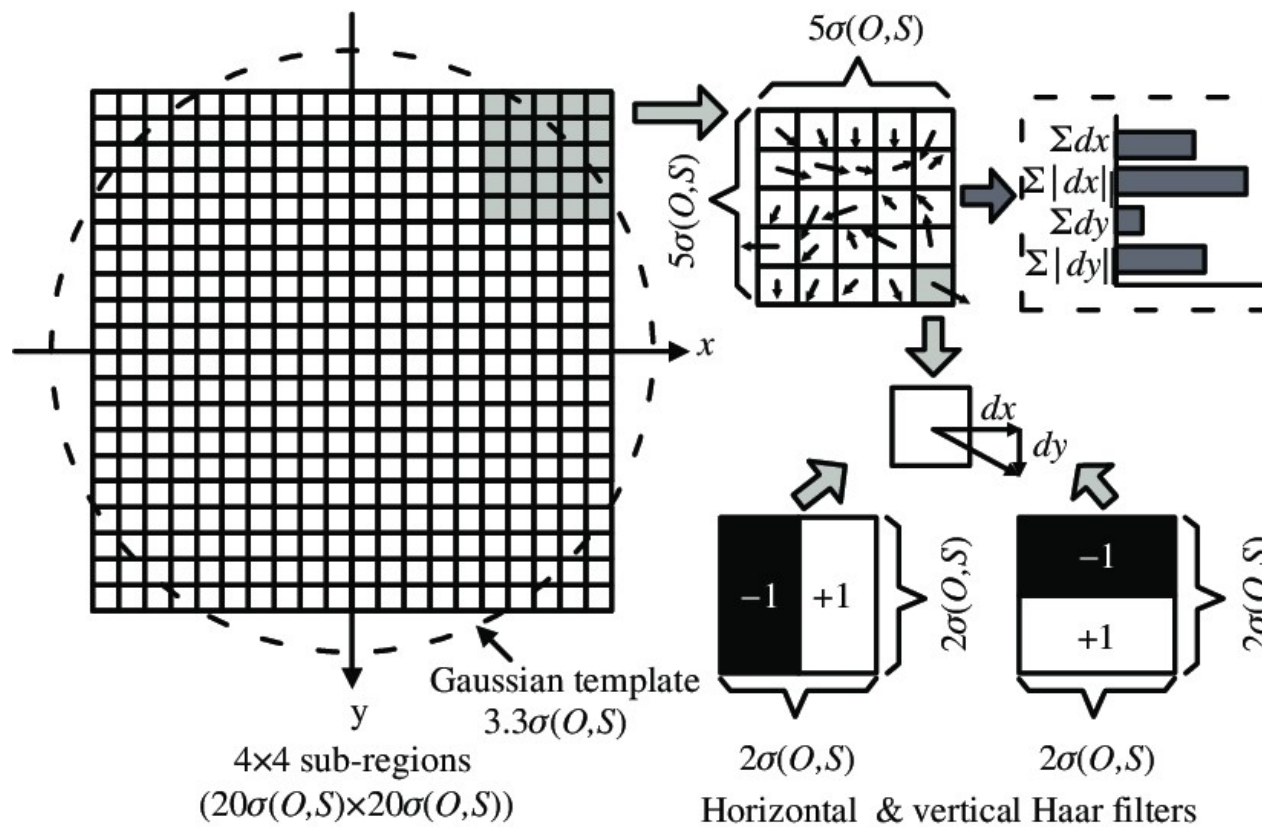 5σ(O,S)
5σ(O,S)
Σdx
Σ|dx|
Σdy
Σ|dy|
x
dx
dy
−1
+1
2σ(O,S)
−1
+1
2σ(O,S)
Gaussian template
3.3σ(O,S)
y
4×4 sub-regions
(20σ(O,S)×20σ(O,S))
2σ(O,S)
2σ(O,S)
Horizontal & vertical Haar filters